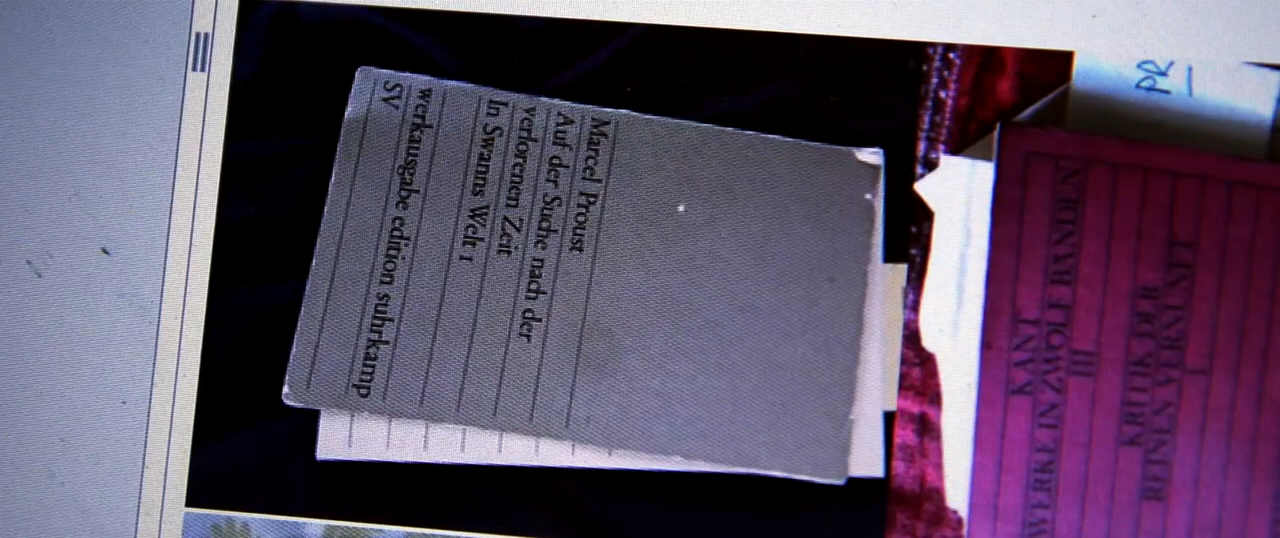 Marcel Proust
Auf der Suche nach der
verlorenen Zeit
In Swanns Welt 1
werkausgabe edition suhrkamp
SV
PR
I
KANT
WERKE IN ZWÖLF BÄNDEN
III
KRITIK DER
REINEN VERNUNFT
I